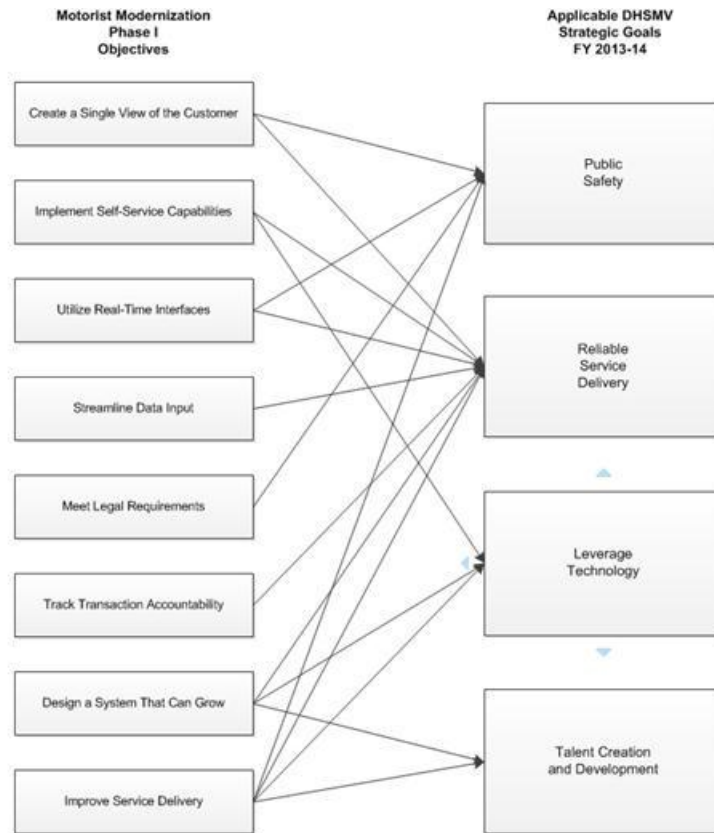 Motorist Modernization
Phase I
Objectives
Applicable DHSMV
Strategic Goals
FY 2013-14
Create a Single View of the Customer
Implement Self-Service Capabilities
Utilize Real-Time Interfaces
Streamline Data Input
Meet Legal Requirements
Track Transaction Accountability
Design a System That Can Grow
Improve Service Delivery
Public
Safety
Reliable
Service
Delivery
Leverage
Technology
Talent Creation
and Development